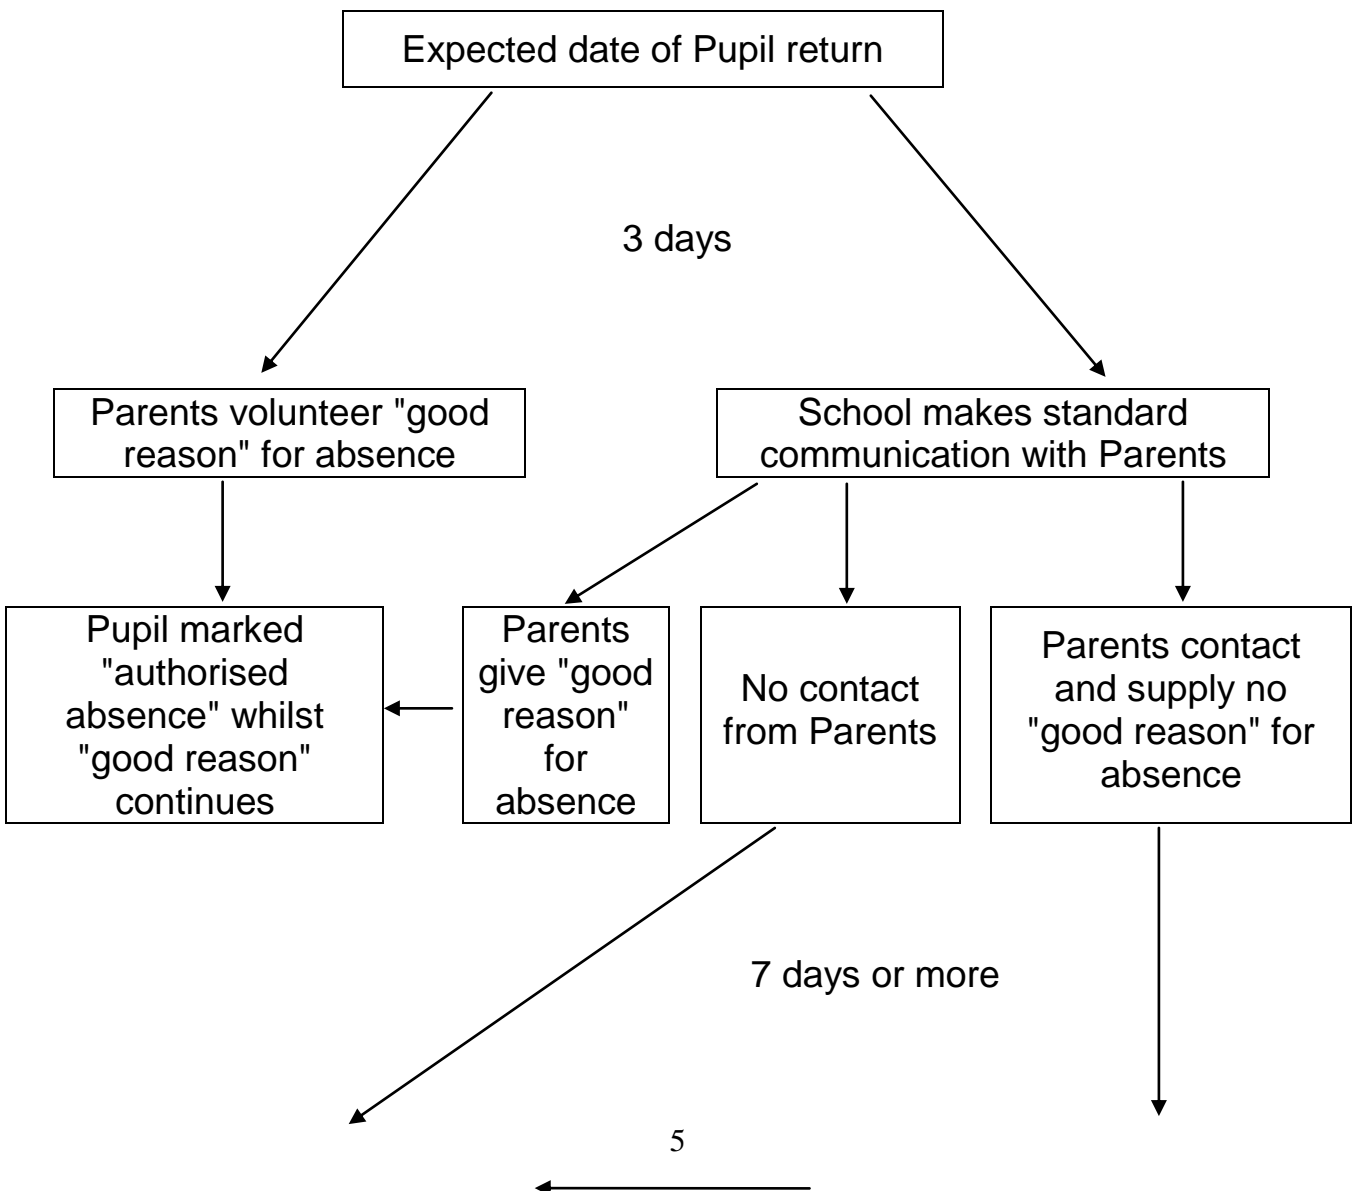 Expected date of Pupil return
3 days
Parents volunteer "good
reason" for absence
School makes standard
communication with Parents
Pupil marked
"authorised
absence" whilst
"good reason"
continues
Parents
give "good
reason"
for
absence
No contact
from Parents
Parents contact
and supply no
"good reason" for
absence
7 days or more
5